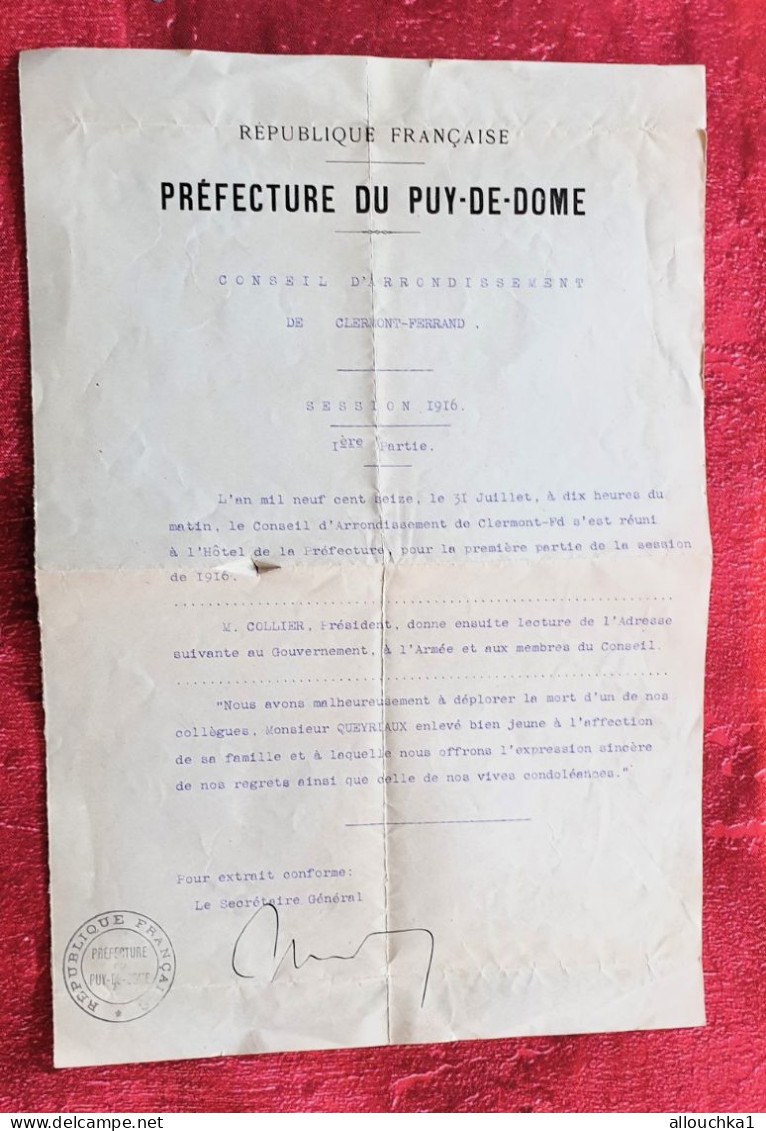 RÉPUBLIQUE FRANÇAISE
PRÉFECTURE DU PUY-DE-DOME
CONSEIL D'ARRONDISSEMENT
DE CLERMONT-FERRAND.
SESSION 1916.
Ière Partie.
L'an mil neuf cent seize, le 3I Juillet, à dix heures du
matin, le Conseil d'Arrondissement de Clermont-Fd s'est réuni
à l'Hôtel de la Préfecture, pour la première partie de la session
de 1916.
M. COLLIER, Président, donne ensuite lecture de l'Adresse
suivante au Gouvernement, à l'Armée et aux membres du Conseil.
"Nous avons malheureusement à déplorer la mort d'un de nos
collègues, Monsieur QUEYRIAUX enlevé bien jeune à l'affection
de sa famille et à laquelle nous offrons l'expression sincère
de nos regrets ainsi que celle de nos vives condoléances."
Pour extrait conforme:
Le Secrétaire Général
RÉPUBLIQUE FRANÇAISE
PRÉFECTURE
PUY-DE-DOME
delcampe.net
allouchka1